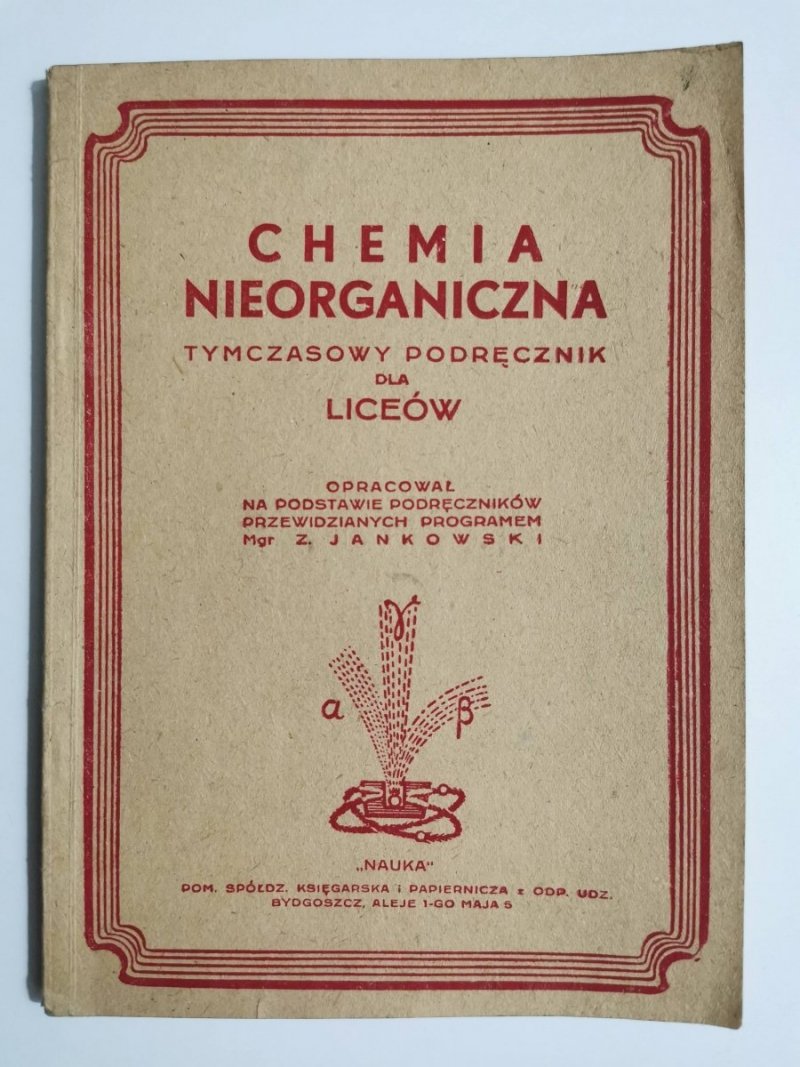 CHEMIA
NIEORGANICZNA
TYMCZASOWY PODRĘCZNIK
DLA
LICEÓW
OPRACOWAŁ
NA PODSTAWIE PODRĘCZNIKÓW
PRZEWIDZIANYCH PROGRAMEM
Mgr Z. JANKOWSKI
γ
α β
„NAUKA"
POM. SPÓŁDZ. KSIĘGARSKA i PAPIERNICZA z ODP. UDZ.
BYDGOSZCZ, ALEJE 1-GO MAJA 5